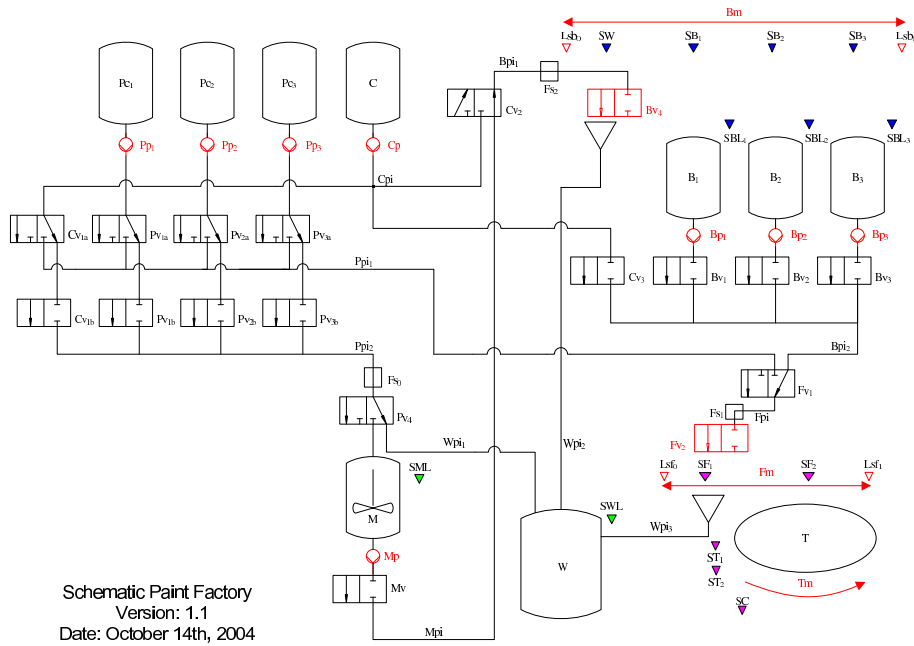 Bm
Lsb0 SW SB1 SB2 SB3
Bpi1
Pc1 Pc2 Pc3 C
Fs2
Cv2 Bv4
SBL1 SBL2 SBL3
Pp1 Pp2 Pp3 Cp
Cpi
B1 B2 B3
Cv1a Pv1a Pv2a Pv3a
Bp1 Bp2 Bp3
Ppi1
Cv3 Bv1 Bv2 Bv3
Cv1b Pv1b Pv2b Pv3b
Ppi2 Bpi2
Fs0
Fv1
Fs1 Fpi
Pv4
Wpi1 Wpi2 Fv2
Lsf0 SF1 Fm SF2 Lsf1
SML
SWL
M
Wpi3
T
Mp
ST1
W
ST2
Tm
Mv
SC
Mpi
Schematic Paint Factory
Version: 1.1
Date: October 14th, 2004